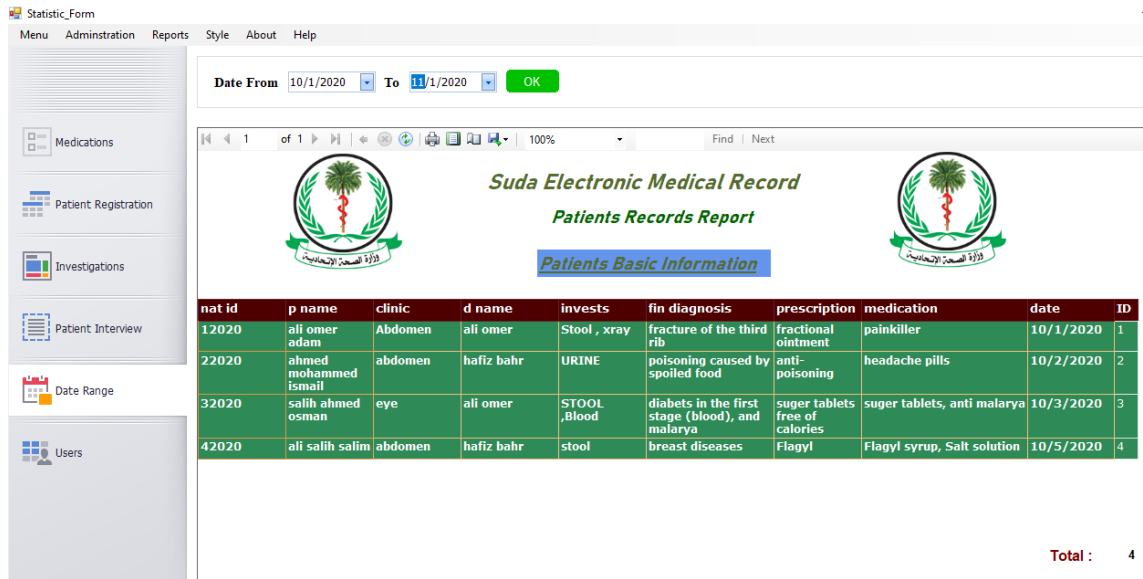 Statistic_Form
Menu Adminstration Reports Style About Help
Date From 10/1/2020 To 11/1/2020 OK
Medications
Patient Registration
Investigations
Patient Interview
Date Range
Users
1 of 1 100% Find | Next
Suda Electronic Medical Record
Patients Records Report
Patients Basic Information
وزارة الصحة الإتحادية
وزارة الصحة الإتحادية
nat id p name clinic d name invests fin diagnosis prescription medication date ID
12020 ali omer adam Abdomen ali omer Stool , xray fracture of the third rib fractional ointment painkiller 10/1/2020 1
22020 ahmed mohammed ismail abdomen hafiz bahr URINE poisoning caused by spoiled food anti-poisoning headache pills 10/2/2020 2
32020 salih ahmed osman eye ali omer STOOL ,Blood diabets in the first stage (blood), and malarya suger tablets free of calories suger tablets, anti malarya 10/3/2020 3
42020 ali salih salim abdomen hafiz bahr stool breast diseases Flagyl Flagyl syrup, Salt solution 10/5/2020 4
Total : 4